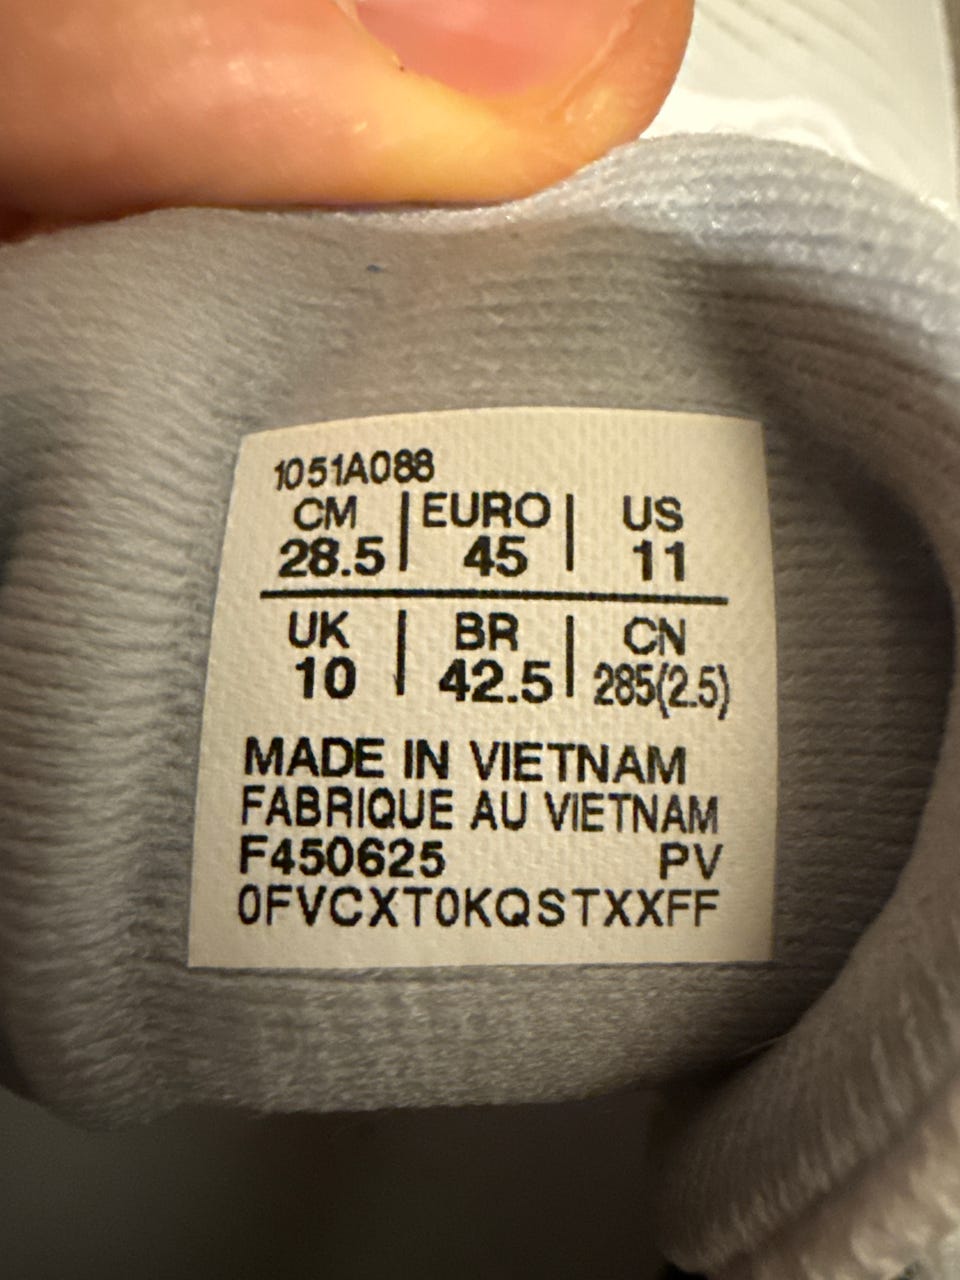 1051A088
CM | EURO | US
28.5 | 45 | 11
UK | BR | CN
10 | 42.5 | 285(2.5)
MADE IN VIETNAM
FABRIQUE AU VIETNAM
F450625 PV
0FVCXT0KQSTXXFF